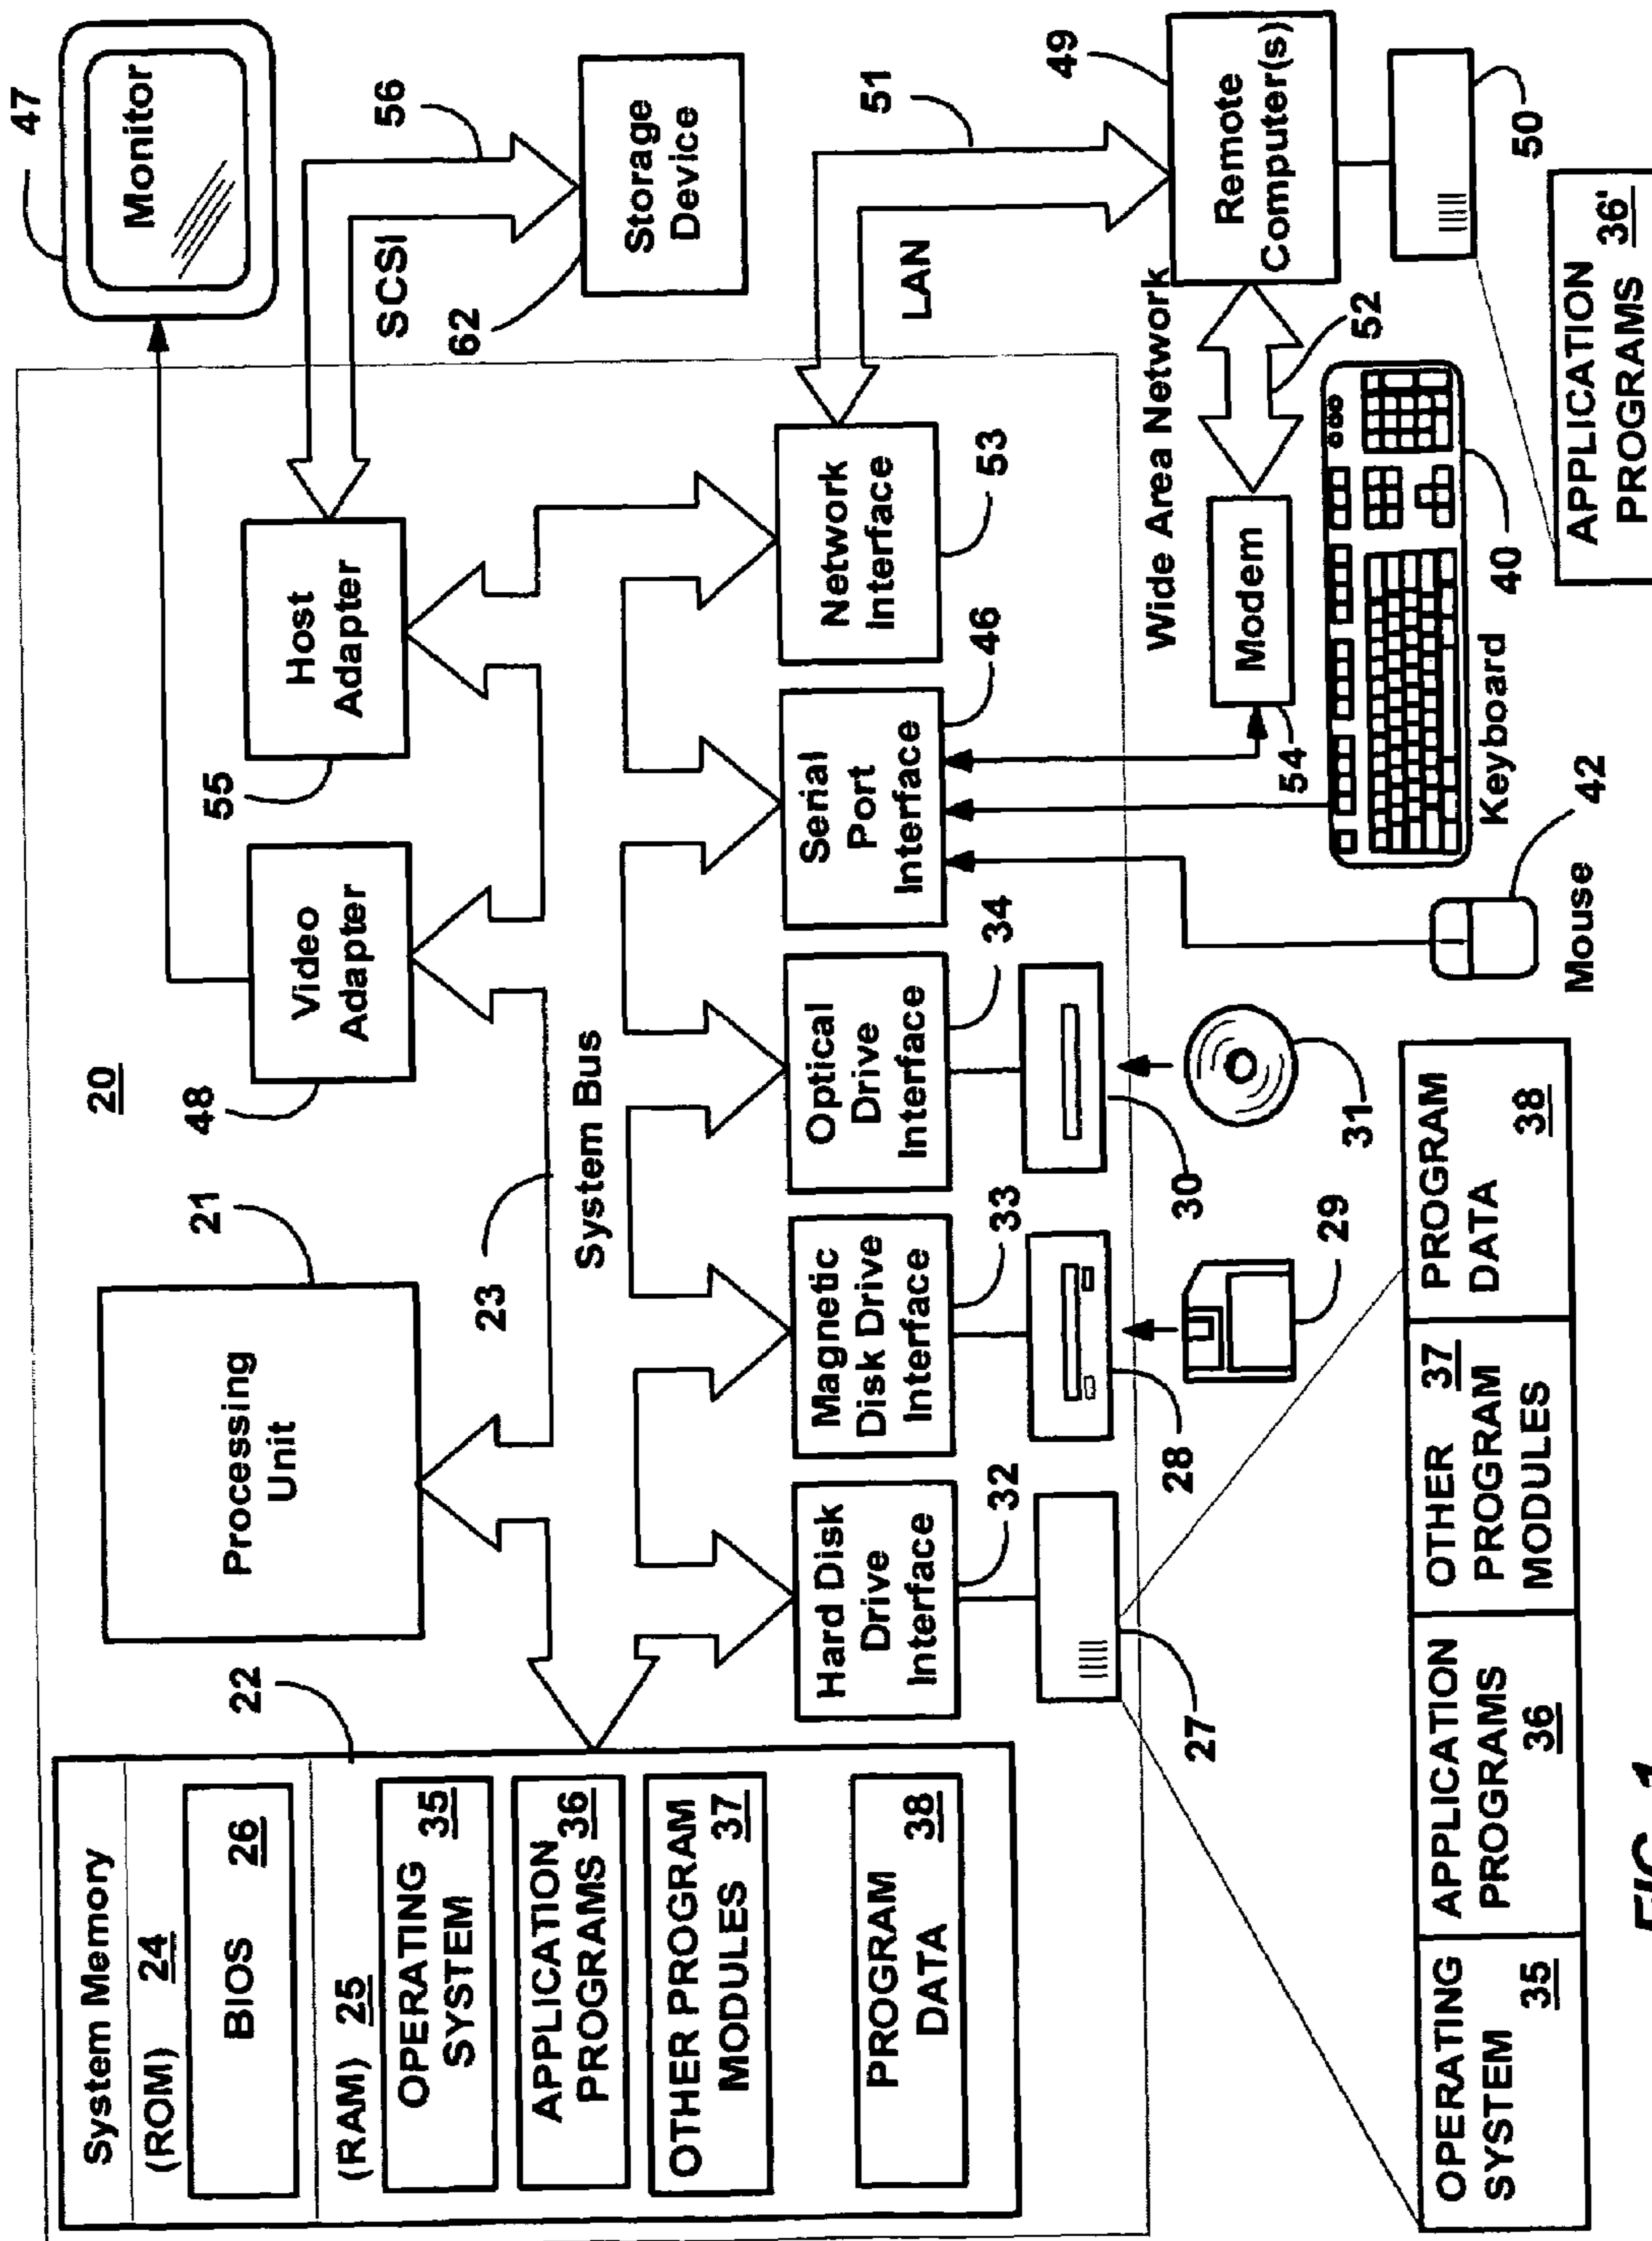 47
Monitor
20
System Memory
(ROM) 24
BIOS 26
22
(RAM) 25
OPERATING
SYSTEM 35
APPLICATION
PROGRAMS 36
OTHER PROGRAM
MODULES 37
PROGRAM
DATA 38
Processing
Unit
21
48
Video
Adapter
55
Host
Adapter
SCSI
56
62
Storage
Device
23
System Bus
Hard Disk
Drive
Interface
32
Magnetic
Disk Drive
Interface
33
Optical
Drive
Interface
34
Serial
Port
Interface
46
Network
Interface
53
LAN
51
27
28
29
30
31
Wide Area Network
52
54
Modem
49
Remote
Computer(s)
50
Mouse
42
Keyboard
40
OPERATING
SYSTEM 35
APPLICATION
PROGRAMS
36
OTHER 37
PROGRAM
MODULES
PROGRAM
DATA 38
APPLICATION
PROGRAMS 36'
FIG. 1